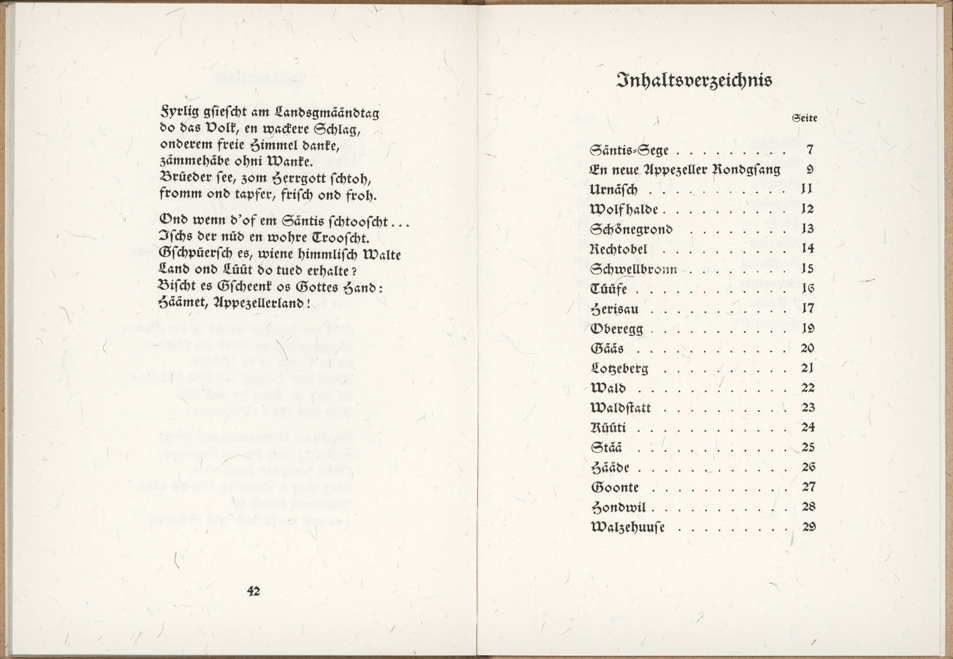 Fyrlig gsiescht am Landsgmäändtag
do das Volk, en wackere Schlag,
onderem freie Himmel danke,
zämmehäbe ohni Wanke.
Brüeder see, zom Herrgott schtoh,
fromm ond tapfer, frisch ond froh.
Ond wenn d'of em Säntis schtooscht...
Ischs der nüd en wohre Trooscht.
Gschpüersch es, wiene himmlisch Walte
Land ond Lüüt do tued erhalte?
Bischt es Gscheenk os Gottes Hand:
Häämet, Appezellerland!
42
Inhaltsverzeichnis
Seite
Säntis-Sege . . . . . . . . . 7
En neue Appezeller Rondgsang 9
Urnäsch . . . . . . . . . . . 11
Wolfhalde . . . . . . . . . . 12
Schönegrond . . . . . . . . . 13
Rechtobel . . . . . . . . . . 14
Schwellbronn . . . . . . . . 15
Tüüfe . . . . . . . . . . . . 16
Herisau . . . . . . . . . . . 17
Oberegg . . . . . . . . . . . 19
Gääs . . . . . . . . . . . . 20
Lotzeberg . . . . . . . . . . 21
Wald . . . . . . . . . . . . 22
Waldstatt . . . . . . . . . . 23
Rüüti . . . . . . . . . . . . 24
Stää . . . . . . . . . . . . 25
Hääde . . . . . . . . . . . . 26
Goonte . . . . . . . . . . . 27
Hondwil . . . . . . . . . . . 28
Walzehuuse . . . . . . . . . 29